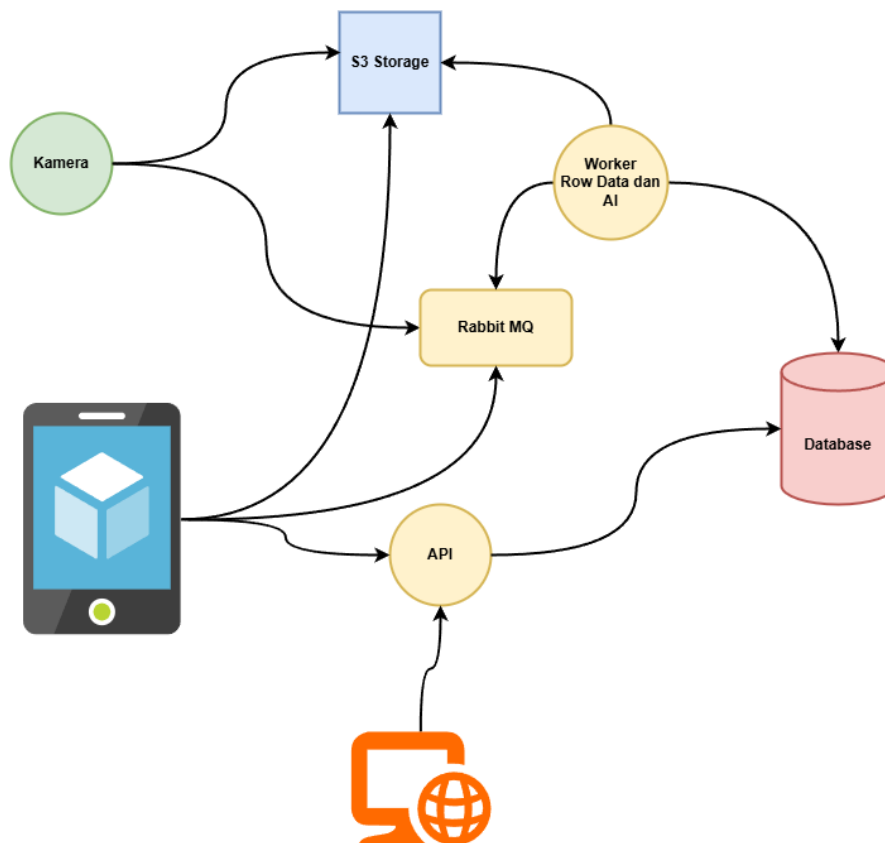 S3 Storage
Kamera
Worker
Row Data dan
AI
Rabbit MQ
Database
API